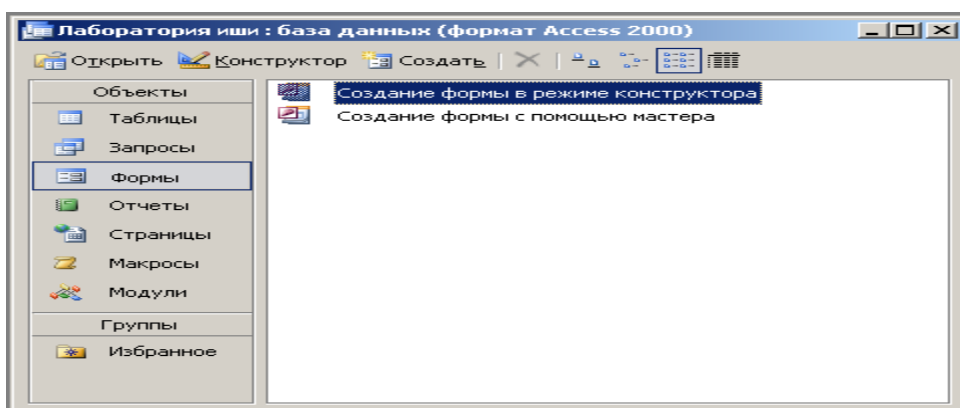 Лаборатория иши : база данных (формат Access 2000)
Открыть Конструктор Создать
Объекты
Таблицы
Запросы
Формы
Отчеты
Страницы
Макросы
Модули
Группы
Избранное
Создание формы в режиме конструктора
Создание формы с помощью мастера